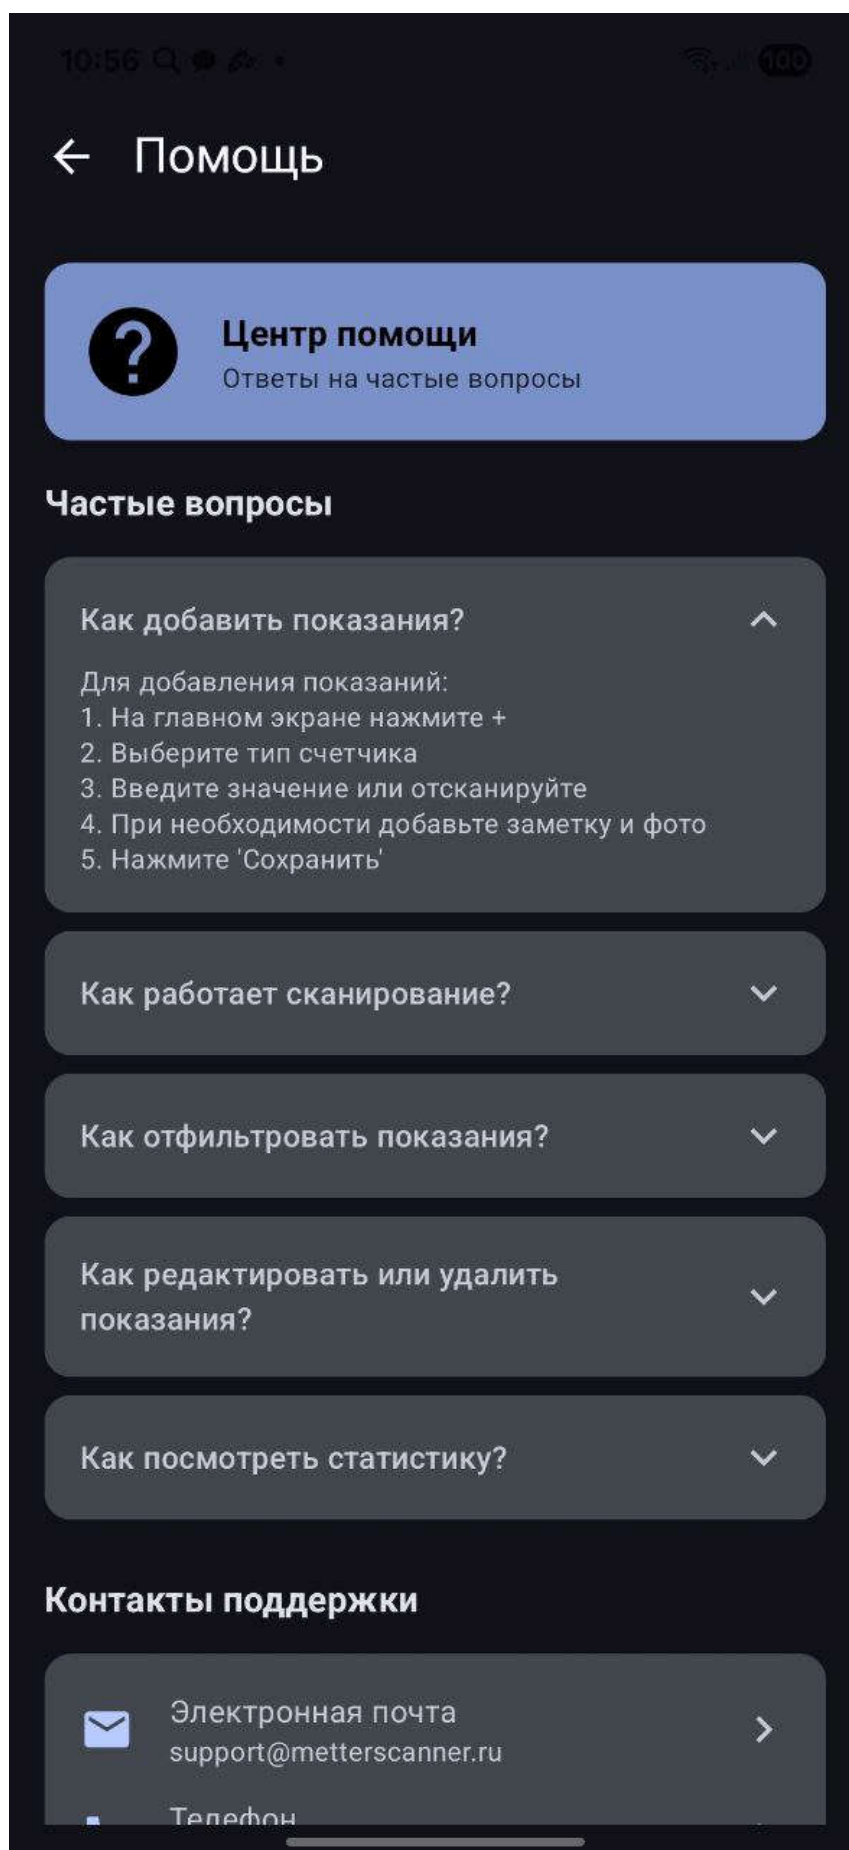 10:56
100
Помощь
Центр помощи
Ответы на частые вопросы
Частые вопросы
Как добавить показания?
Для добавления показаний:
1. На главном экране нажмите +
2. Выберите тип счетчика
3. Введите значение или отсканируйте
4. При необходимости добавьте заметку и фото
5. Нажмите 'Сохранить'
Как работает сканирование?
Как отфильтровать показания?
Как редактировать или удалить
показания?
Как посмотреть статистику?
Контакты поддержки
Электронная почта
support@metterscanner.ru
Телефон